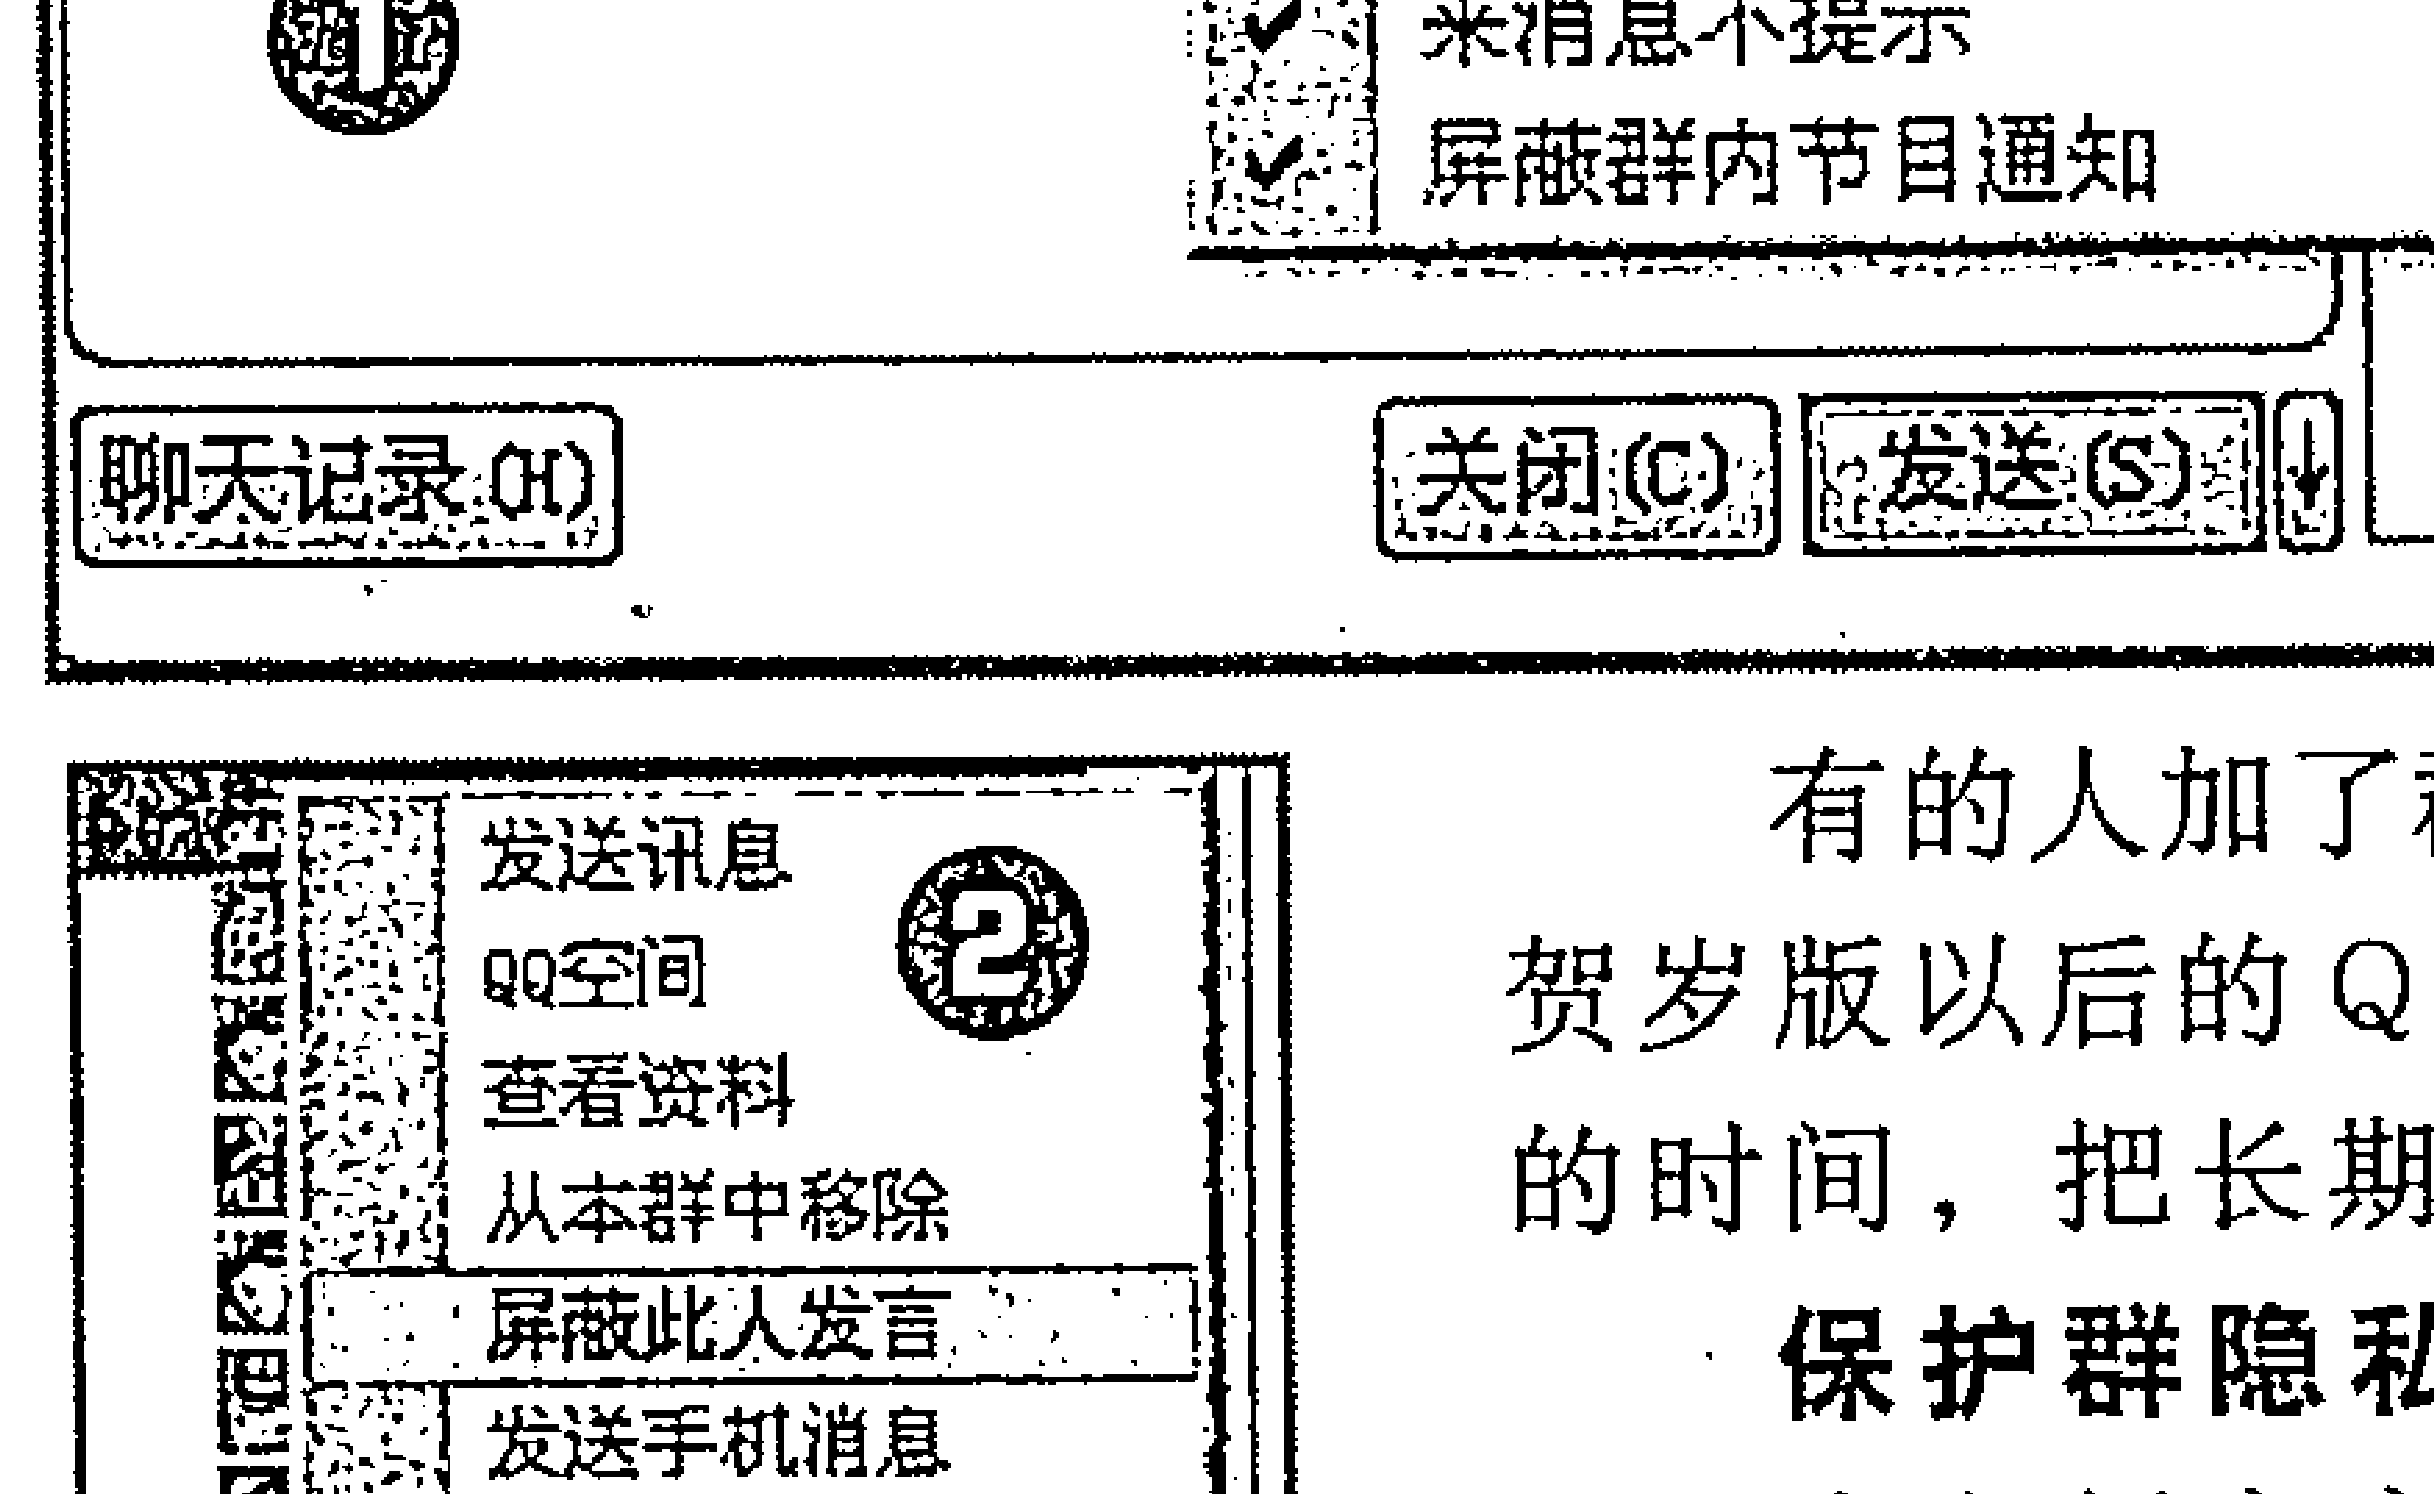 1
来消息不提示
屏蔽群内节目通知
聊天记录(H)
关闭(C) 发送(S)
发送讯息
2
QQ空间
查看资料
从本群中移除
屏蔽此人发言
发送手机消息
有的人加了
贺岁版以后的Q
的时间，把长期
保护群隐私